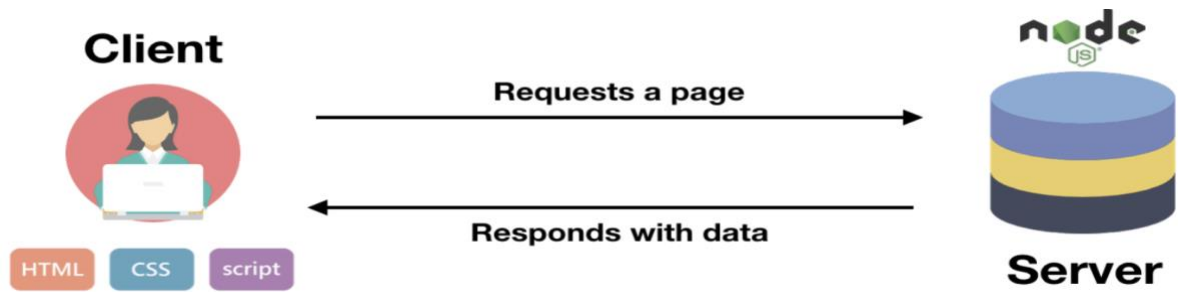 Client
node
JS
Requests a page
Responds with data
HTML
CSS
script
Server